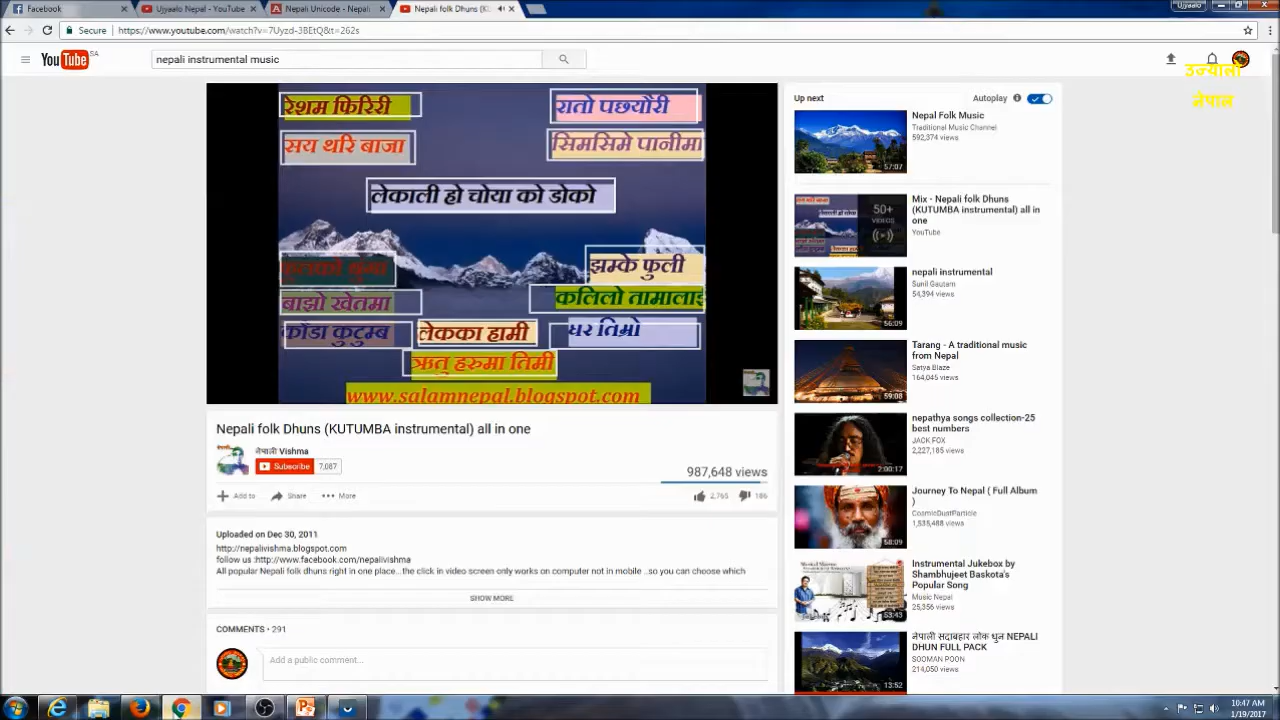 Facebook
Ujjaalo Nepal - YouTube
Nepali Unicode - Nepali
Nepali folk Dhuns (K
Ujjaalo
Secure
https://www.youtube.com/watch?v=7Uyzd-3BEtQ&t=262s
YouTube SA
nepali instrumental music
उज्यालो
नेपाल
रेशम फिरिरी
रातो पछ्यौरी
सय थरि बाजा
सिमसिमे पानीमा
लेकाली हो चोया को डोको
झम्के फुली
बाझो खेतमा
कलिलो तामालाई
काँडा कुटुम्ब
लेकका हामी
घर तिम्रो
ऋतु हरुमा तिमी
www.salamnepal.blogspot.com
Nepali folk Dhuns (KUTUMBA instrumental) all in one
नेपाली Vishma
Subscribe 7,087
987,648 views
Add to Share More
2,765 186
Uploaded on Dec 30, 2011
http://nepalivishma.blogspot.com
follow us :http://www.facebook.com/nepalivishma
All popular Nepali folk dhuns right in one place...the click in video screen only works on computer not in mobile ..so you can choose which
SHOW MORE
COMMENTS • 291
Add a public comment...
Up next
Autoplay
Nepal Folk Music
Traditional Music Channel
592,374 views
57:07
Mix - Nepali folk Dhuns
(KUTUMBA instrumental) all in
one
YouTube
50+
VIDEOS
nepali instrumental
Sunil Gautam
54,394 views
56:09
Tarang - A traditional music
from Nepal
Satya Blaze
164,045 views
59:08
nepathya songs collection-25
best numbers
JACK FOX
2,227,185 views
2:00:17
Journey To Nepal ( Full Album
)
CosmicDustParticle
1,535,488 views
58:09
Instrumental Jukebox by
Shambhujeet Baskota's
Popular Song
Music Nepal
25,356 views
53:43
नेपाली सदाबहार लोक धुन NEPALI
DHUN FULL PACK
SOOMAN POON
214,050 views
13:52
10:47 AM
1/19/2017